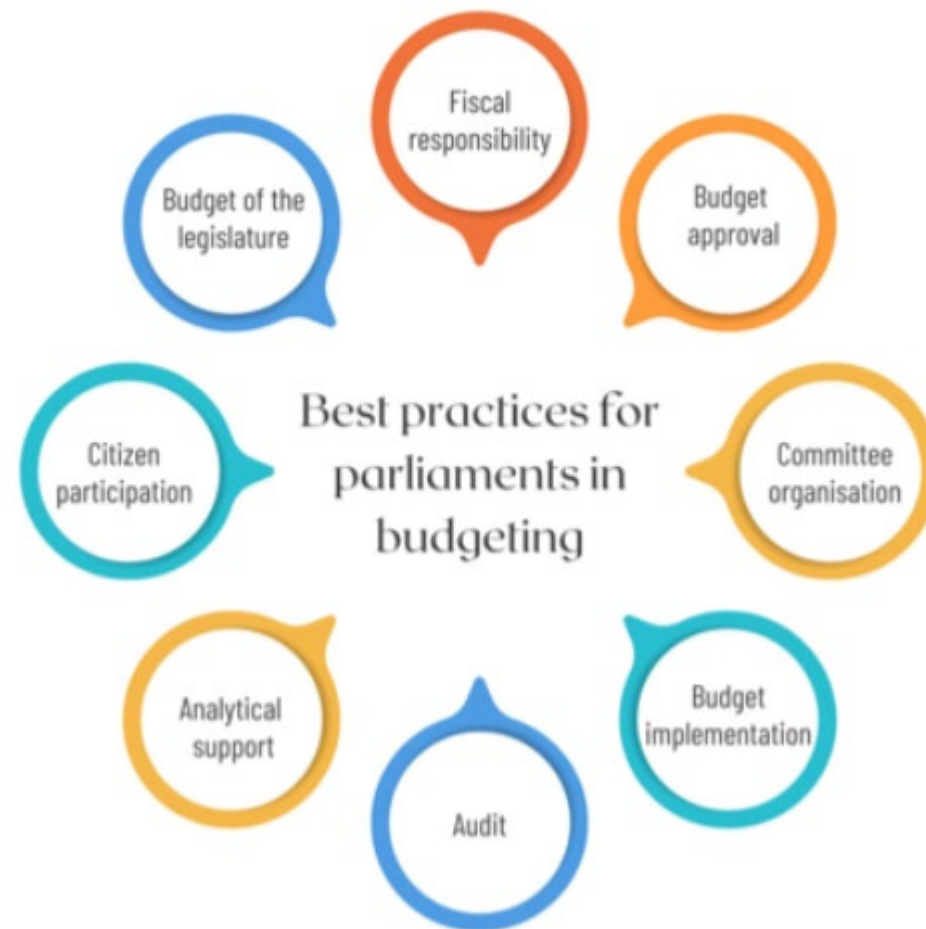 Fiscal
responsibility
Budget
approval
Committee
organisation
Budget
implementation
Audit
Analytical
support
Citizen
participation
Budget of the
legislature
Best practices for
parliaments in
budgeting